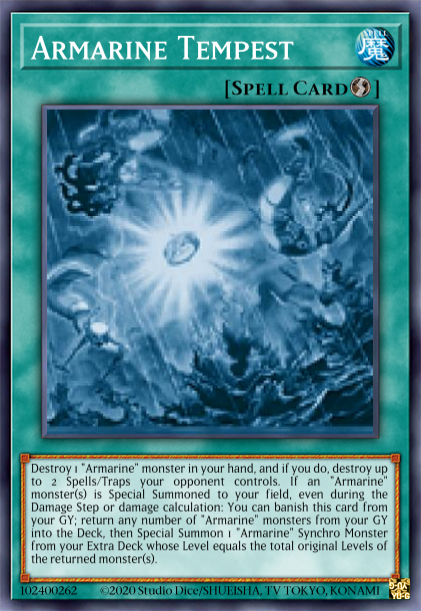 ARMARINE TEMPEST
SPELL
魔
[SPELL CARD]
Destroy 1 "Armarine" monster in your hand, and if you do, destroy up
to 2 Spells/Traps your opponent controls. If an "Armarine"
monster(s) is Special Summoned to your field, even during the
Damage Step or damage calculation: You can banish this card from
your GY; return any number of "Armarine" monsters from your GY
into the Deck, then Special Summon 1 "Armarine" Synchro Monster
from your Extra Deck whose Level equals the total original Levels of
the returned monster(s).
102400262 ©2020 Studio Dice/SHUEISHA, TV TOKYO, KONAMI